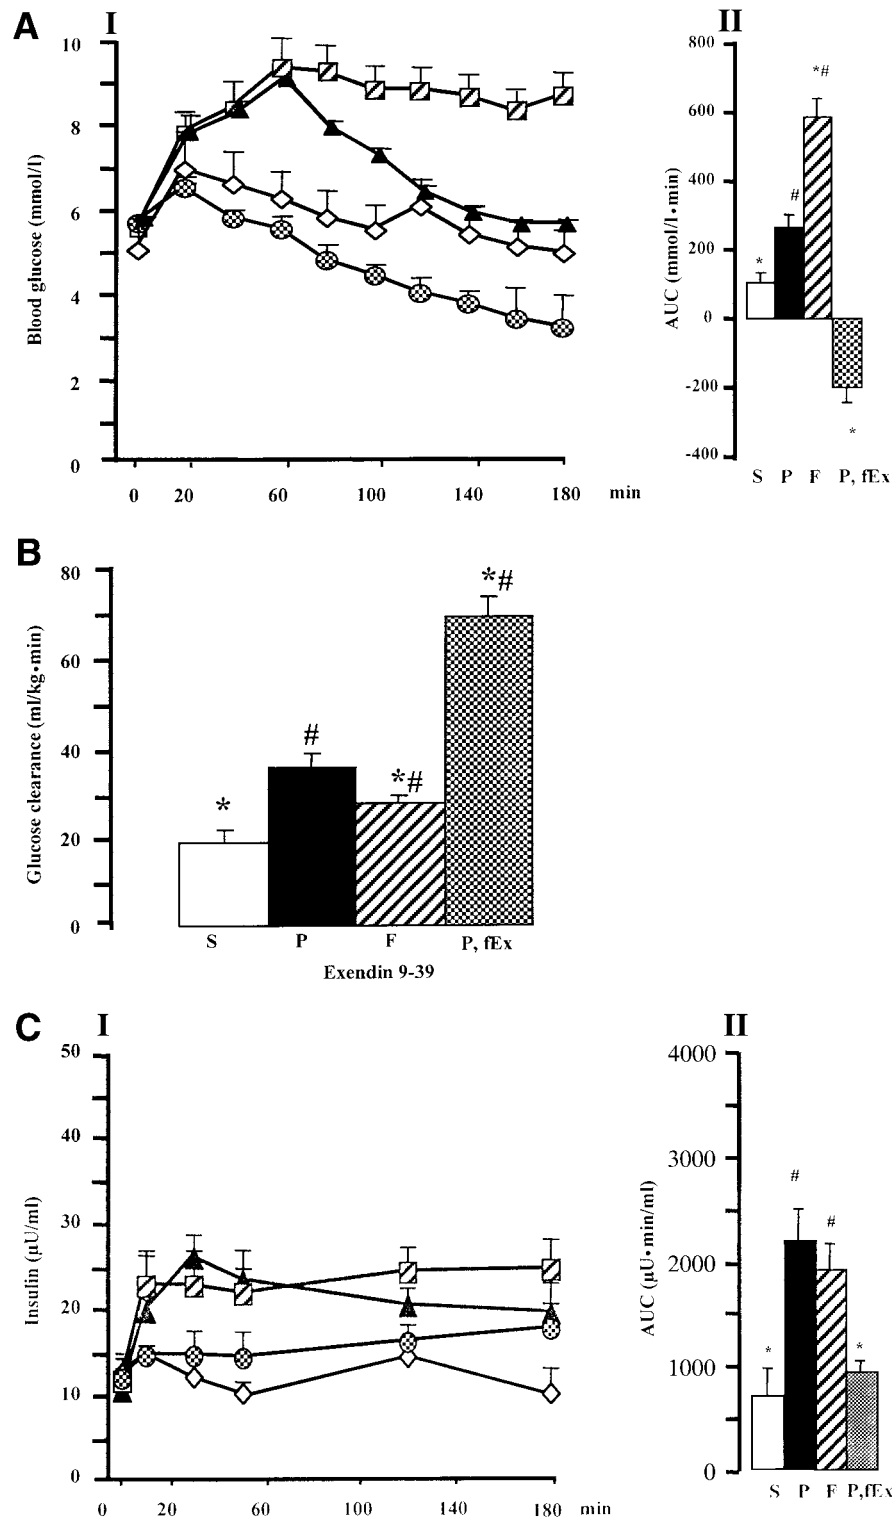 A I II
10
8
6
4
2
0
Blood glucose (mmol/l)
0 20 60 100 140 180 min
800
600
400
200
0
-200
-400
AUC (mmol/l•min)
*
#
*#
*
S P F P, fEx
B
80
60
40
20
0
Glucose clearance (ml/kg•min)
*
#
*#
*#
S P F P, fEx
Exendin 9-39
C I II
50
40
30
20
10
0
Insulin (µU/ml)
0 20 60 100 140 180 min
4000
3000
2000
1000
0
AUC (µU•min/ml)
*
#
#
*
S P F P,fEx